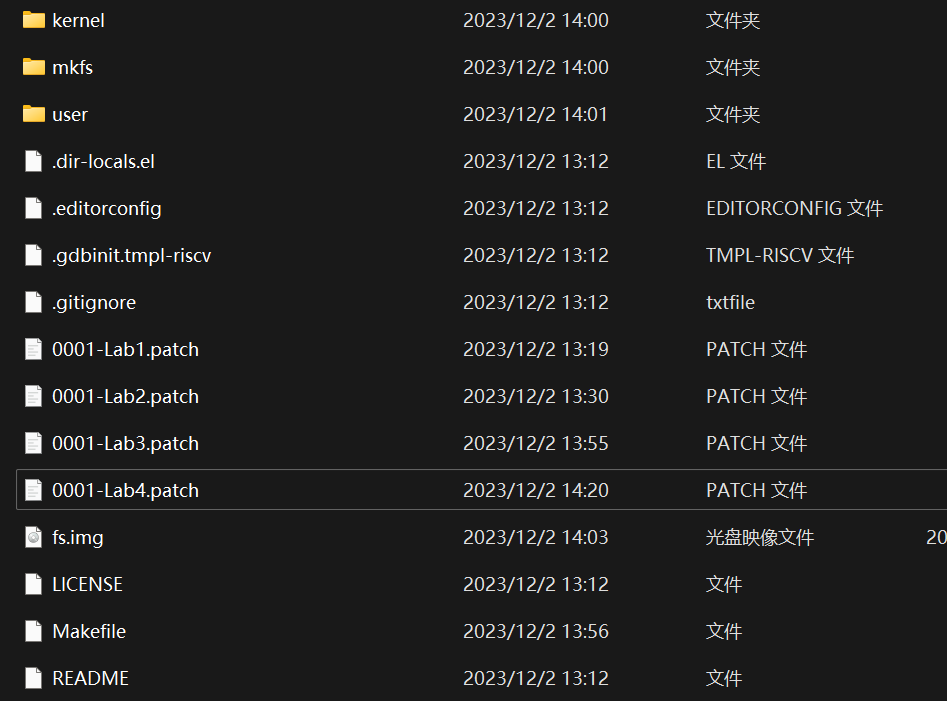 kernel 2023/12/2 14:00 文件夹
mkfs 2023/12/2 14:00 文件夹
user 2023/12/2 14:01 文件夹
.dir-locals.el 2023/12/2 13:12 EL 文件
.editorconfig 2023/12/2 13:12 EDITORCONFIG 文件
.gdbinit.tmpl-riscv 2023/12/2 13:12 TMPL-RISCV 文件
.gitignore 2023/12/2 13:12 txtfile
0001-Lab1.patch 2023/12/2 13:19 PATCH 文件
0001-Lab2.patch 2023/12/2 13:30 PATCH 文件
0001-Lab3.patch 2023/12/2 13:55 PATCH 文件
0001-Lab4.patch 2023/12/2 14:20 PATCH 文件
fs.img 2023/12/2 14:03 光盘映像文件 20
LICENSE 2023/12/2 13:12 文件
Makefile 2023/12/2 13:56 文件
README 2023/12/2 13:12 文件